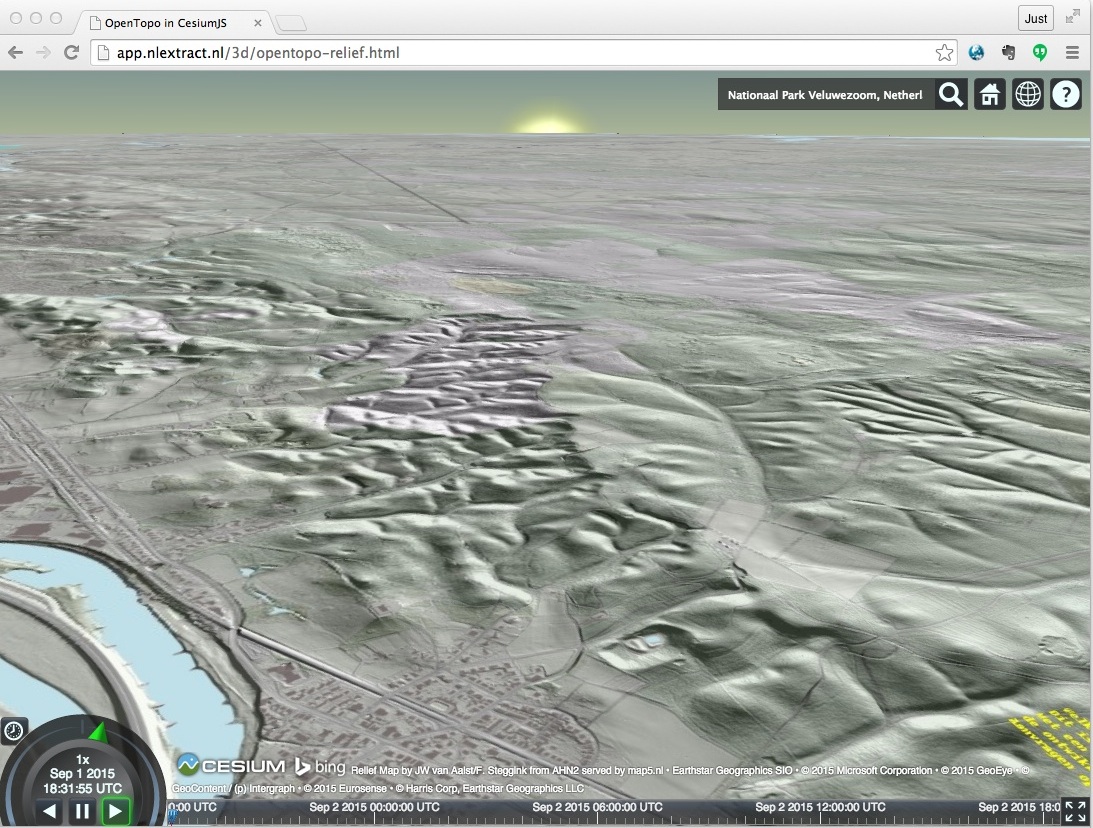 OpenTopo in CesiumJS
Just
app.nlextract.nl/3d/opentopo-relief.html
Nationaal Park Veluwezoom, Netherl
?
1x
Sep 1 2015
18:31:55 UTC
CESIUM bing Relief Map by JW van Aalst/F. Steggink from AHN2 served by map5.nl • Earthstar Geographics SIO • © 2015 Microsoft Corporation • © 2015 GeoEye • ©
GeoContent / (p) Intergraph • © 2015 Eurosense • © Harris Corp, Earthstar Geographics LLC
0:00 UTC Sep 2 2015 00:00:00 UTC Sep 2 2015 06:00:00 UTC Sep 2 2015 12:00:00 UTC Sep 2 2015 18:0